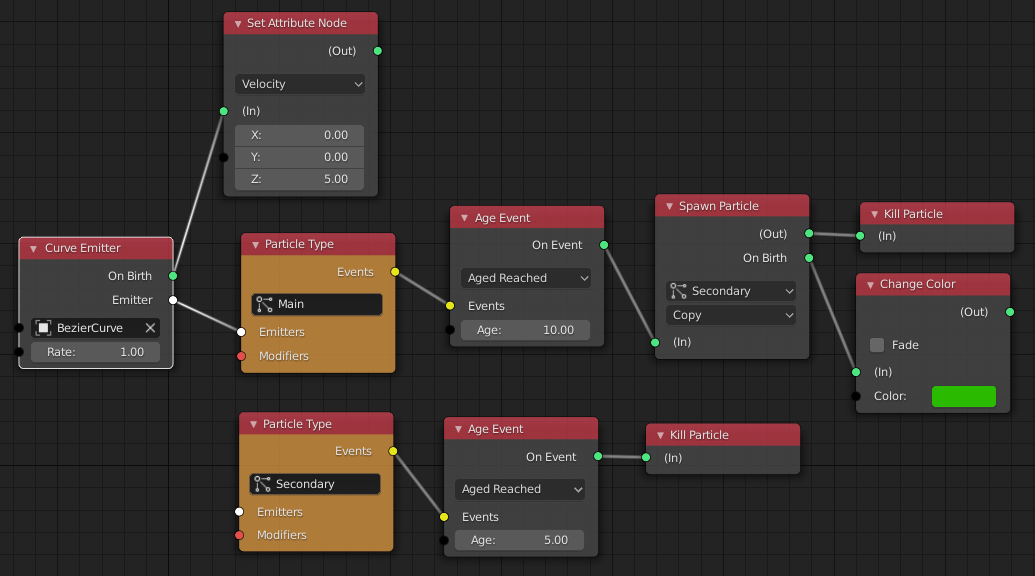 Set Attribute Node
(Out)
Velocity
(In)
X: 0.00
Y: 0.00
Z: 5.00
Curve Emitter
On Birth
Emitter
BezierCurve
Rate: 1.00
Particle Type
Events
Main
Emitters
Modifiers
Age Event
On Event
Aged Reached
Events
Age: 10.00
Spawn Particle
(Out)
On Birth
Secondary
Copy
(In)
Kill Particle
(In)
Change Color
(Out)
Fade
(In)
Color:
Particle Type
Events
Secondary
Emitters
Modifiers
Age Event
On Event
Aged Reached
Events
Age: 5.00
Kill Particle
(In)